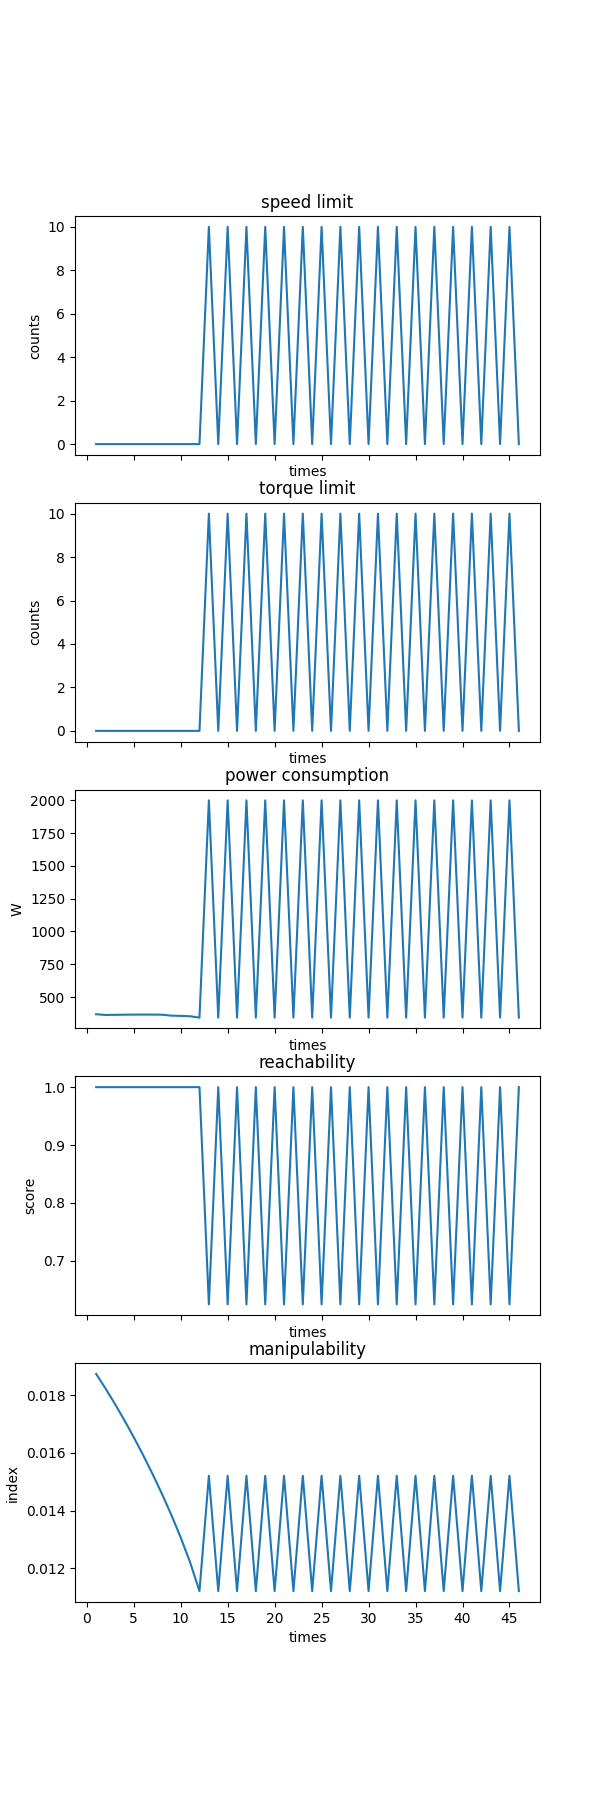 speed limit
10
8
6
4
2
0
counts
times
torque limit
10
8
6
4
2
0
counts
times
power consumption
2000
1750
1500
1250
1000
750
500
W
times
reachability
1.0
0.9
0.8
0.7
score
times
manipulability
0.018
0.016
0.014
0.012
index
0 5 10 15 20 25 30 35 40 45
times